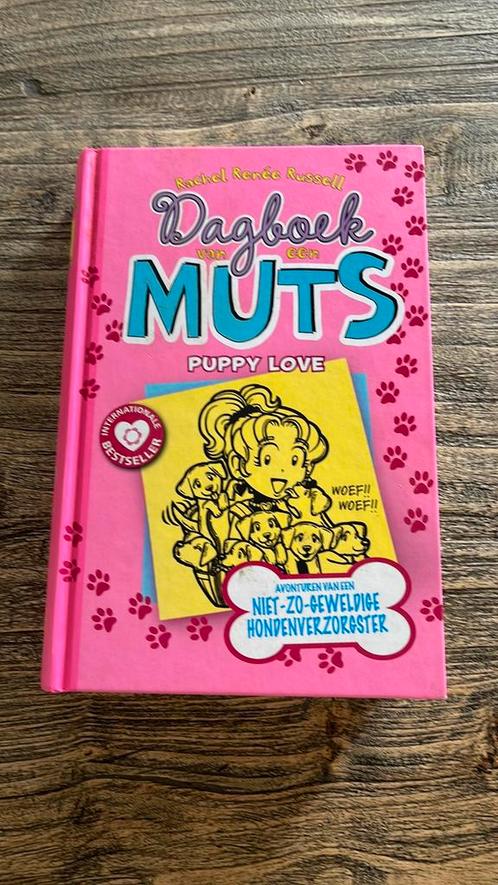 Rachel Renée Russell
Dagboek
van een
MUTS
PUPPY LOVE
INTERNATIONALE
BESTSELLER
WOEF!!
WOEF!!
AVONTUREN VAN EEN
NIET-ZO-GEWELDIGE
HONDENVERZORGSTER